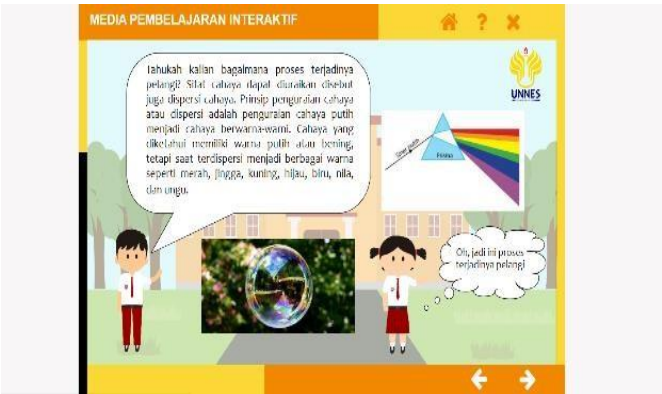 MEDIA PEMBELAJARAN INTERAKTIF
?
UNNES
Tahukah kalian bagaimana proses terjadinya
pelangi? Sifat cahaya dapat diuraikan disebut
juga dispersi cahaya. Prinsip penguraian cahaya
atau dispersi adalah penguraian cahaya putih
menjadi cahaya berwarna-warni. Cahaya yang
diketahui memiliki warna putih atau bening,
tetapi saat terdispersi menjadi berbagai warna
seperti merah, jingga, kuning, hijau, biru, nila,
dan ungu.
Sinar putih
Prisma
Oh, jadi ini proses
terjadinya pelangi